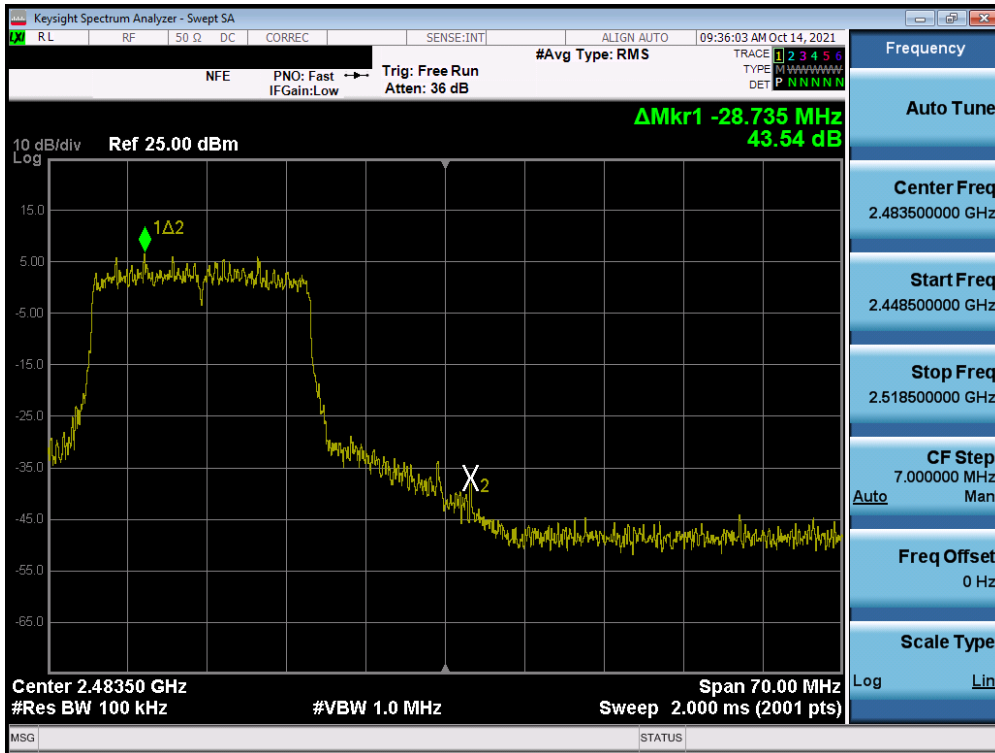 Keysight Spectrum Analyzer - Swept SA
LXI RL RF 50 Ω DC CORREC SENSE:INT ALIGN AUTO 09:36:03 AM Oct 14, 2021
NFE PNO: Fast Trig: Free Run #Avg Type: RMS TRACE 1 2 3 4 5 6
IFGain:Low Atten: 36 dB TYPE M WWWWW
DET P N N N N N
ΔMkr1 -28.735 MHz
43.54 dB
10 dB/div Ref 25.00 dBm
Log
15.0
5.00
-5.00
-15.0
-25.0
-35.0
-45.0
-55.0
-65.0
1Δ2
X2
Center 2.48350 GHz Span 70.00 MHz
#Res BW 100 kHz #VBW 1.0 MHz Sweep 2.000 ms (2001 pts)
MSG STATUS
Frequency
Auto Tune
Center Freq
2.483500000 GHz
Start Freq
2.448500000 GHz
Stop Freq
2.518500000 GHz
CF Step
7.000000 MHz
Auto Man
Freq Offset
0 Hz
Scale Type
Log Lin